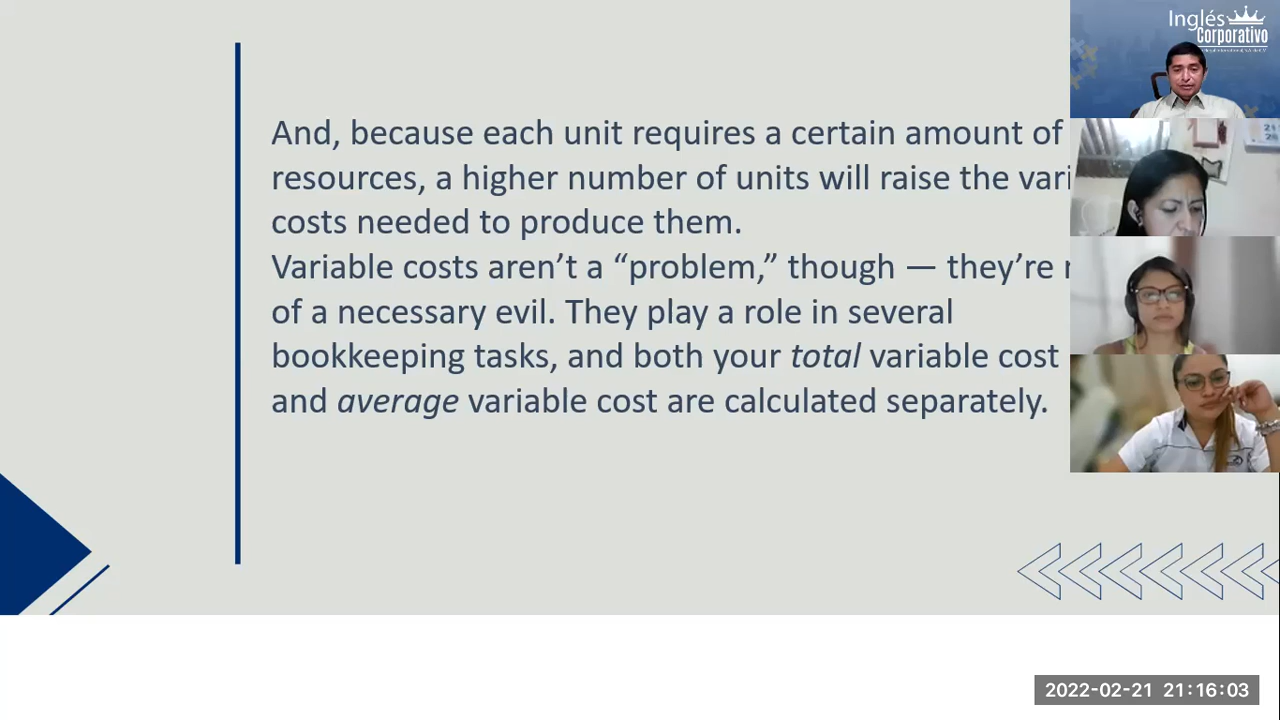 Inglés
Corporativo
And, because each unit requires a certain amount of
resources, a higher number of units will raise the
costs needed to produce them.
Variable costs aren’t a “problem,” though — they’re
of a necessary evil. They play a role in several
bookkeeping tasks, and both your total variable cost
and average variable cost are calculated separately.
2022-02-21 21:16:03